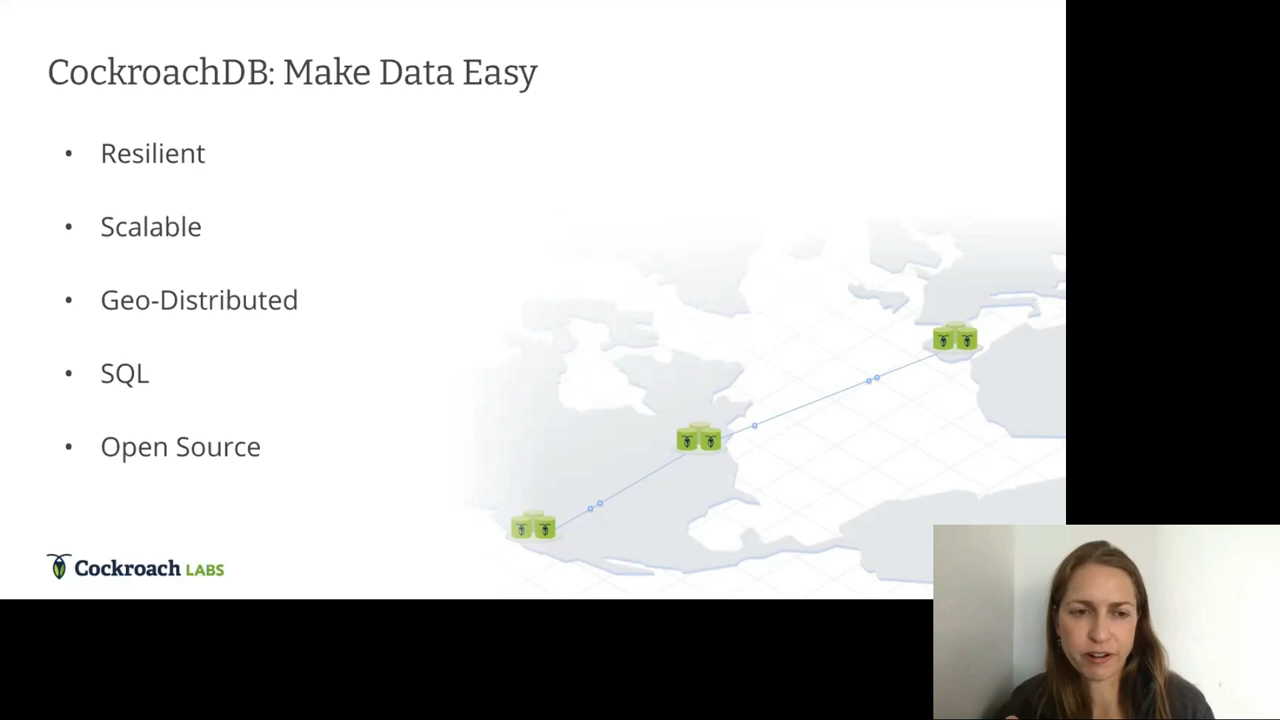 CockroachDB: Make Data Easy
• Resilient
• Scalable
• Geo-Distributed
• SQL
• Open Source
Cockroach LABS